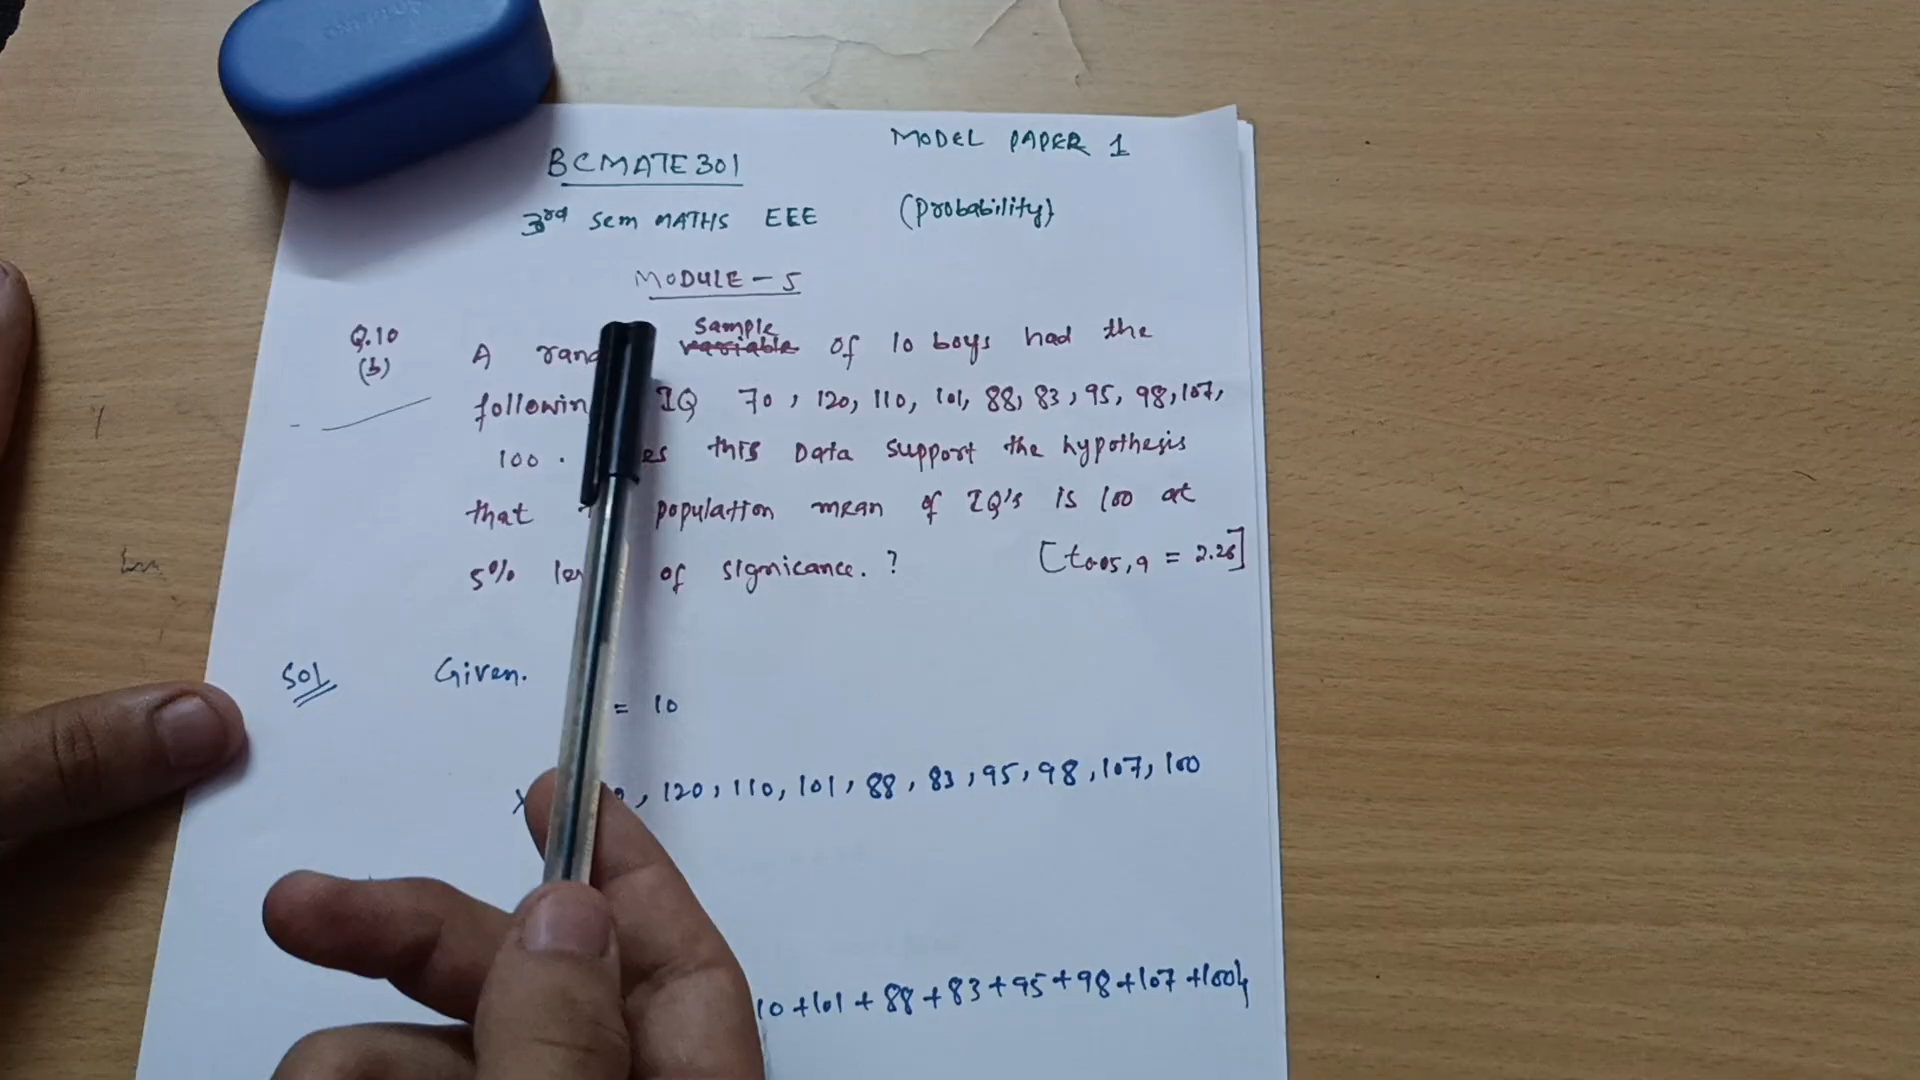 MODEL PAPER 1
BCMATE301
3rd Sem MATHS EEE (Probability)
MODULE - 5
Q.10 (b)
A sample of 10 boys had the
IQ 70, 120, 110, 101, 88, 83, 95, 98, 107,
100. this Data support the hypothesis
that population mean of IQ's is 100 at
5% of signicance. ? [t0.05,9 = 2.26]
Sol Given.
= 10
, 120, 110, 101, 88, 83, 95, 98, 107, 100
10+101+88+83+95+98+107+100}